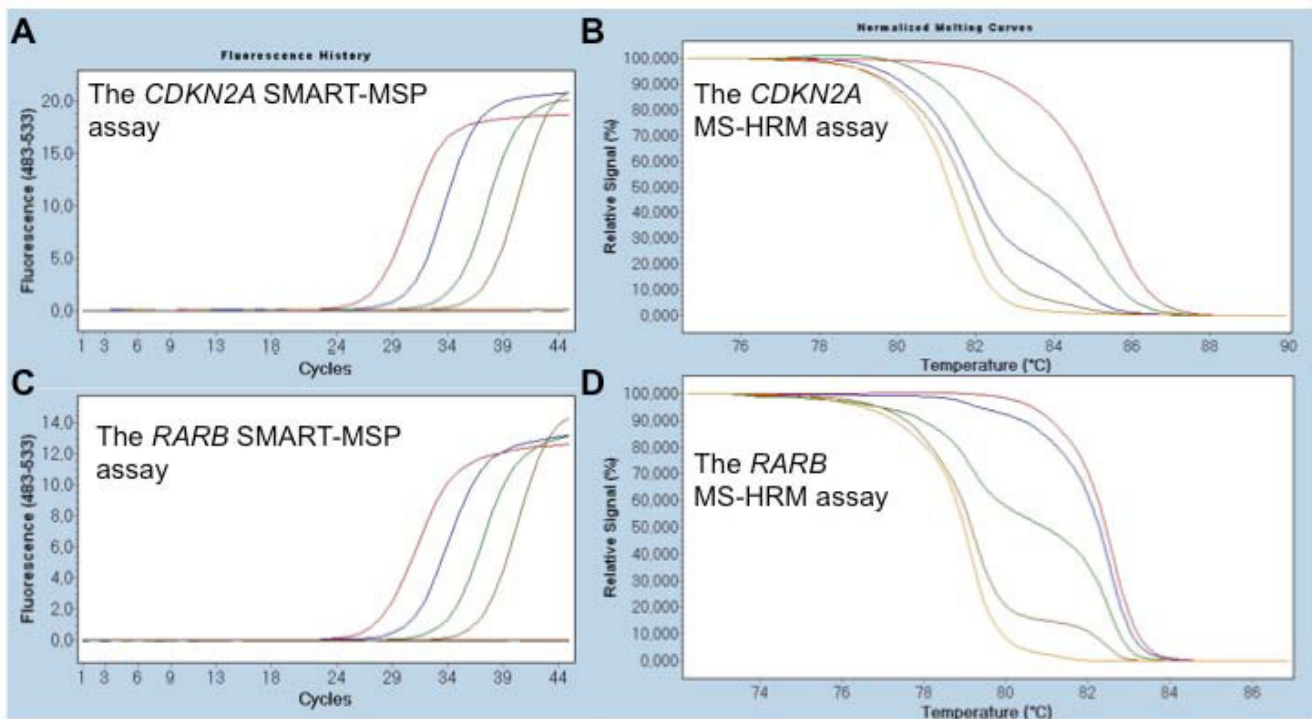 A
Fluorescence History
The CDKN2A SMART-MSP
assay
Fluorescence (483-533)
20.0
15.0
10.0
5.0
0.0
1 3 6 9 13 18 24 29 34 39 44
Cycles
B
Normalized Melting Curves
The CDKN2A
MS-HRM assay
Relative Signal (%)
100.000
90.000
80.000
70.000
60.000
50.000
40.000
30.000
20.000
10.000
0.000
76 78 80 82 84 86 88 90
Temperature (°C)
C
The RARB SMART-MSP
assay
Fluorescence (483-533)
14.0
12.0
10.0
8.0
6.0
4.0
2.0
0.0
1 3 6 9 13 18 24 29 34 39 44
Cycles
D
The RARB
MS-HRM assay
Relative Signal (%)
100.000
90.000
80.000
70.000
60.000
50.000
40.000
30.000
20.000
10.000
0.000
74 76 78 80 82 84 86
Temperature (°C)